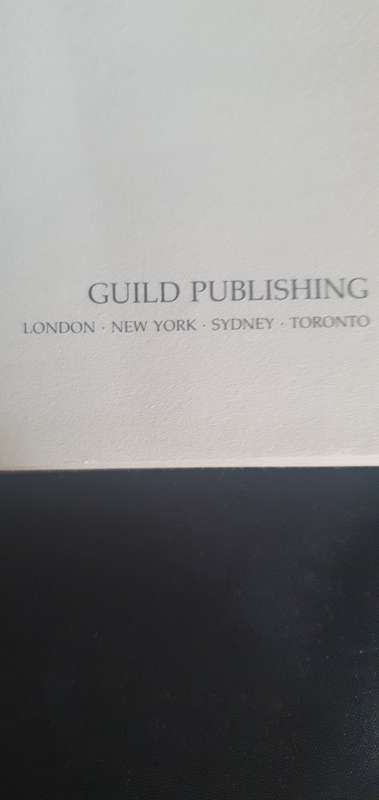 GUILD PUBLISHING
LONDON · NEW YORK · SYDNEY · TORONTO